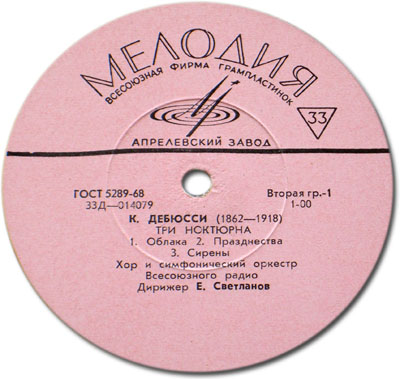 МЕЛОДИЯ
ВСЕСОЮЗНАЯ ФИРМА ГРАМПЛАСТИНОК
33
АПРЕЛЕВСКИЙ ЗАВОД
ГОСТ 5289-68 Вторая гр.-1
33Д—014079 1-00
К. ДЕБЮССИ (1862—1918)
ТРИ НОКТЮРНА
1. Облака 2. Празднества
3. Сирены
Хор и симфонический оркестр
Всесоюзного радио
Дирижер Е. Светланов